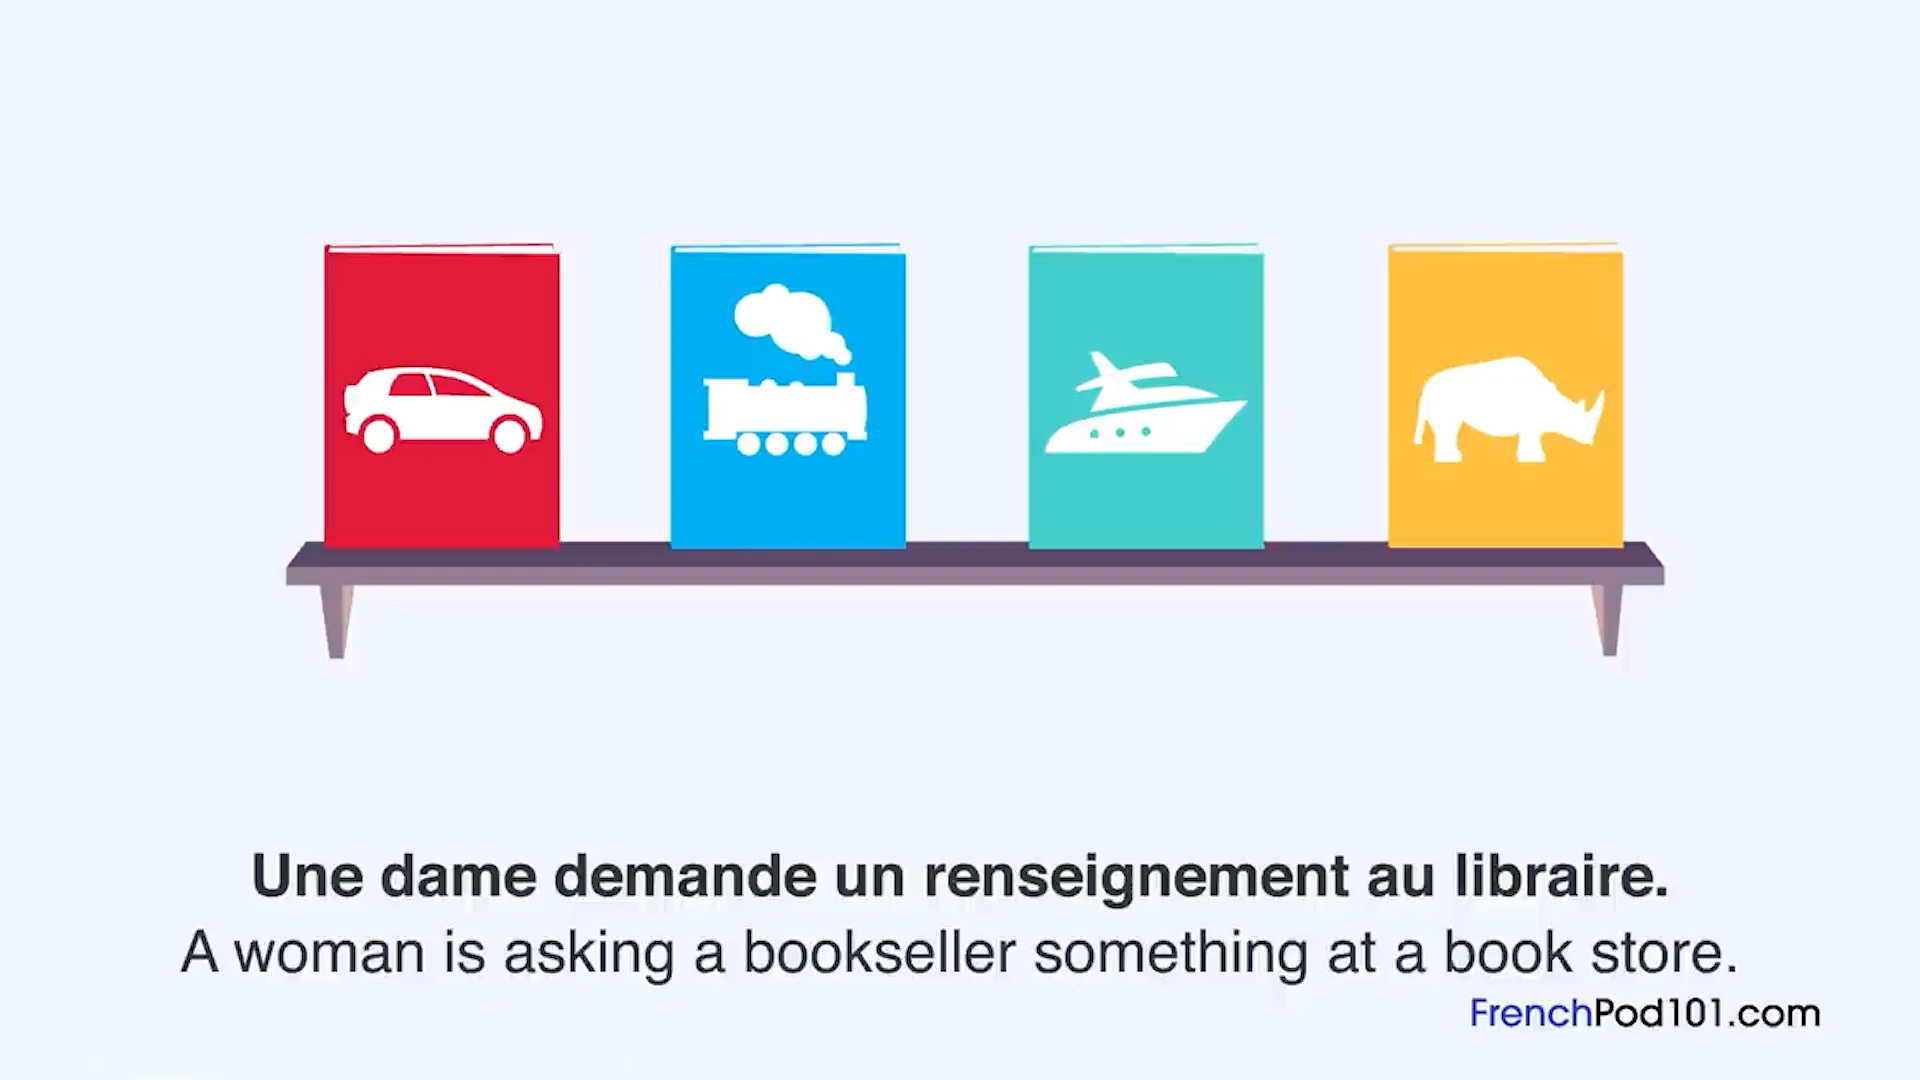 Une dame demande un renseignement au libraire.
A woman is asking a bookseller something at a book store.
FrenchPod101.com